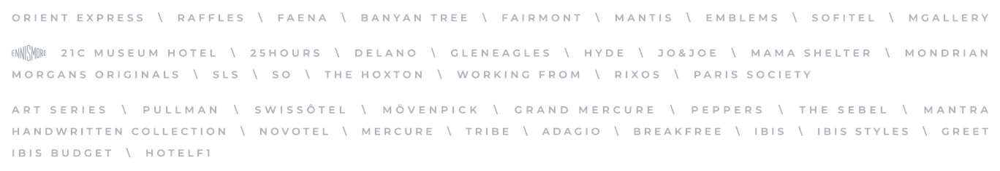 ORIENT EXPRESS \ RAFFLES \ FAENA \ BANYAN TREE \ FAIRMONT \ MANTIS \ EMBLEMS \ SOFITEL \ MGALLERY
ENNISMORE 21C MUSEUM HOTEL \ 25HOURS \ DELANO \ GLENEAGLES \ HYDE \ JO&JOE \ MAMA SHELTER \ MONDRIAN
MORGANS ORIGINALS \ SLS \ SO \ THE HOXTON \ WORKING FROM \ RIXOS \ PARIS SOCIETY
ART SERIES \ PULLMAN \ SWISSÔTEL \ MÖVENPICK \ GRAND MERCURE \ PEPPERS \ THE SEBEL \ MANTRA
HANDWRITTEN COLLECTION \ NOVOTEL \ MERCURE \ TRIBE \ ADAGIO \ BREAKFREE \ IBIS \ IBIS STYLES \ GREET
IBIS BUDGET \ HOTELF1